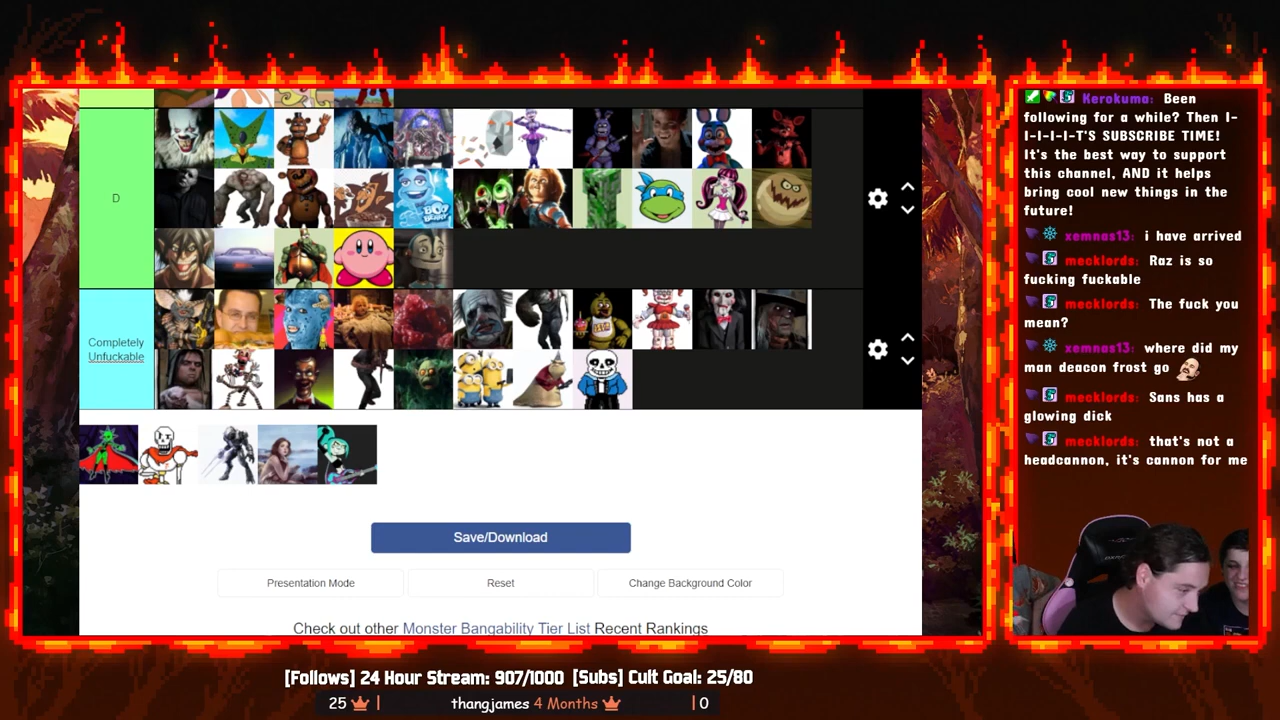 D
Completely
Unfuckable
Save/Download
Presentation Mode
Reset
Change Background Color
Check out other Monster Bangability Tier List Recent Rankings
Kerokuma: Been
following for a while? Then I-
I-I-I-I-T'S SUBSCRIBE TIME!
It's the best way to support
this channel, AND it helps
bring cool new things in the
future!
xemnas13: i have arrived
mecklords: Raz is so
fucking fuckable
mecklords: The fuck you
mean?
xemnas13: where did my
man deacon frost go
mecklords: Sans has a
glowing dick
mecklords: that's not a
headcannon, it's cannon for me
[Follows] 24 Hour Stream: 907/1000 [Subs] Cult Goal: 25/80
25 | thangjames 4 Months | 0